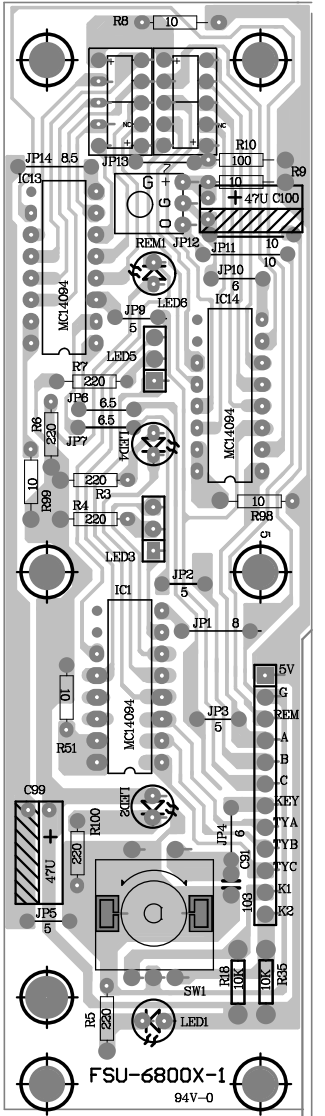 R8 10
+ +
NC NC
R10
100
JP14 8.5 JP13
R9
10
IC13
+ 47U C100
G + O
REM1 JP12
10
JP11
10
JP10
6
LED6
IC14
JP9
5
MC14094
LED5
R7
220
JP6
6.5
6.5
JP7
R6
220
LED4
MC14094
220
R3
10
R99
R4
220
10
R98
LED3
5
JP2
5
IC1
JP1 8
5V
G
REM
A
B
C
KEY
TYA
TYB
TYC
K1
K2
10
R51
JP3
5
MC14094
C99
LED2
+
47U
R100
220
JP4
6
C91
103
JP5
5
SW1
R18
10K
R35
10K
R5
220
LED1
FSU-6800X-1
94V-0